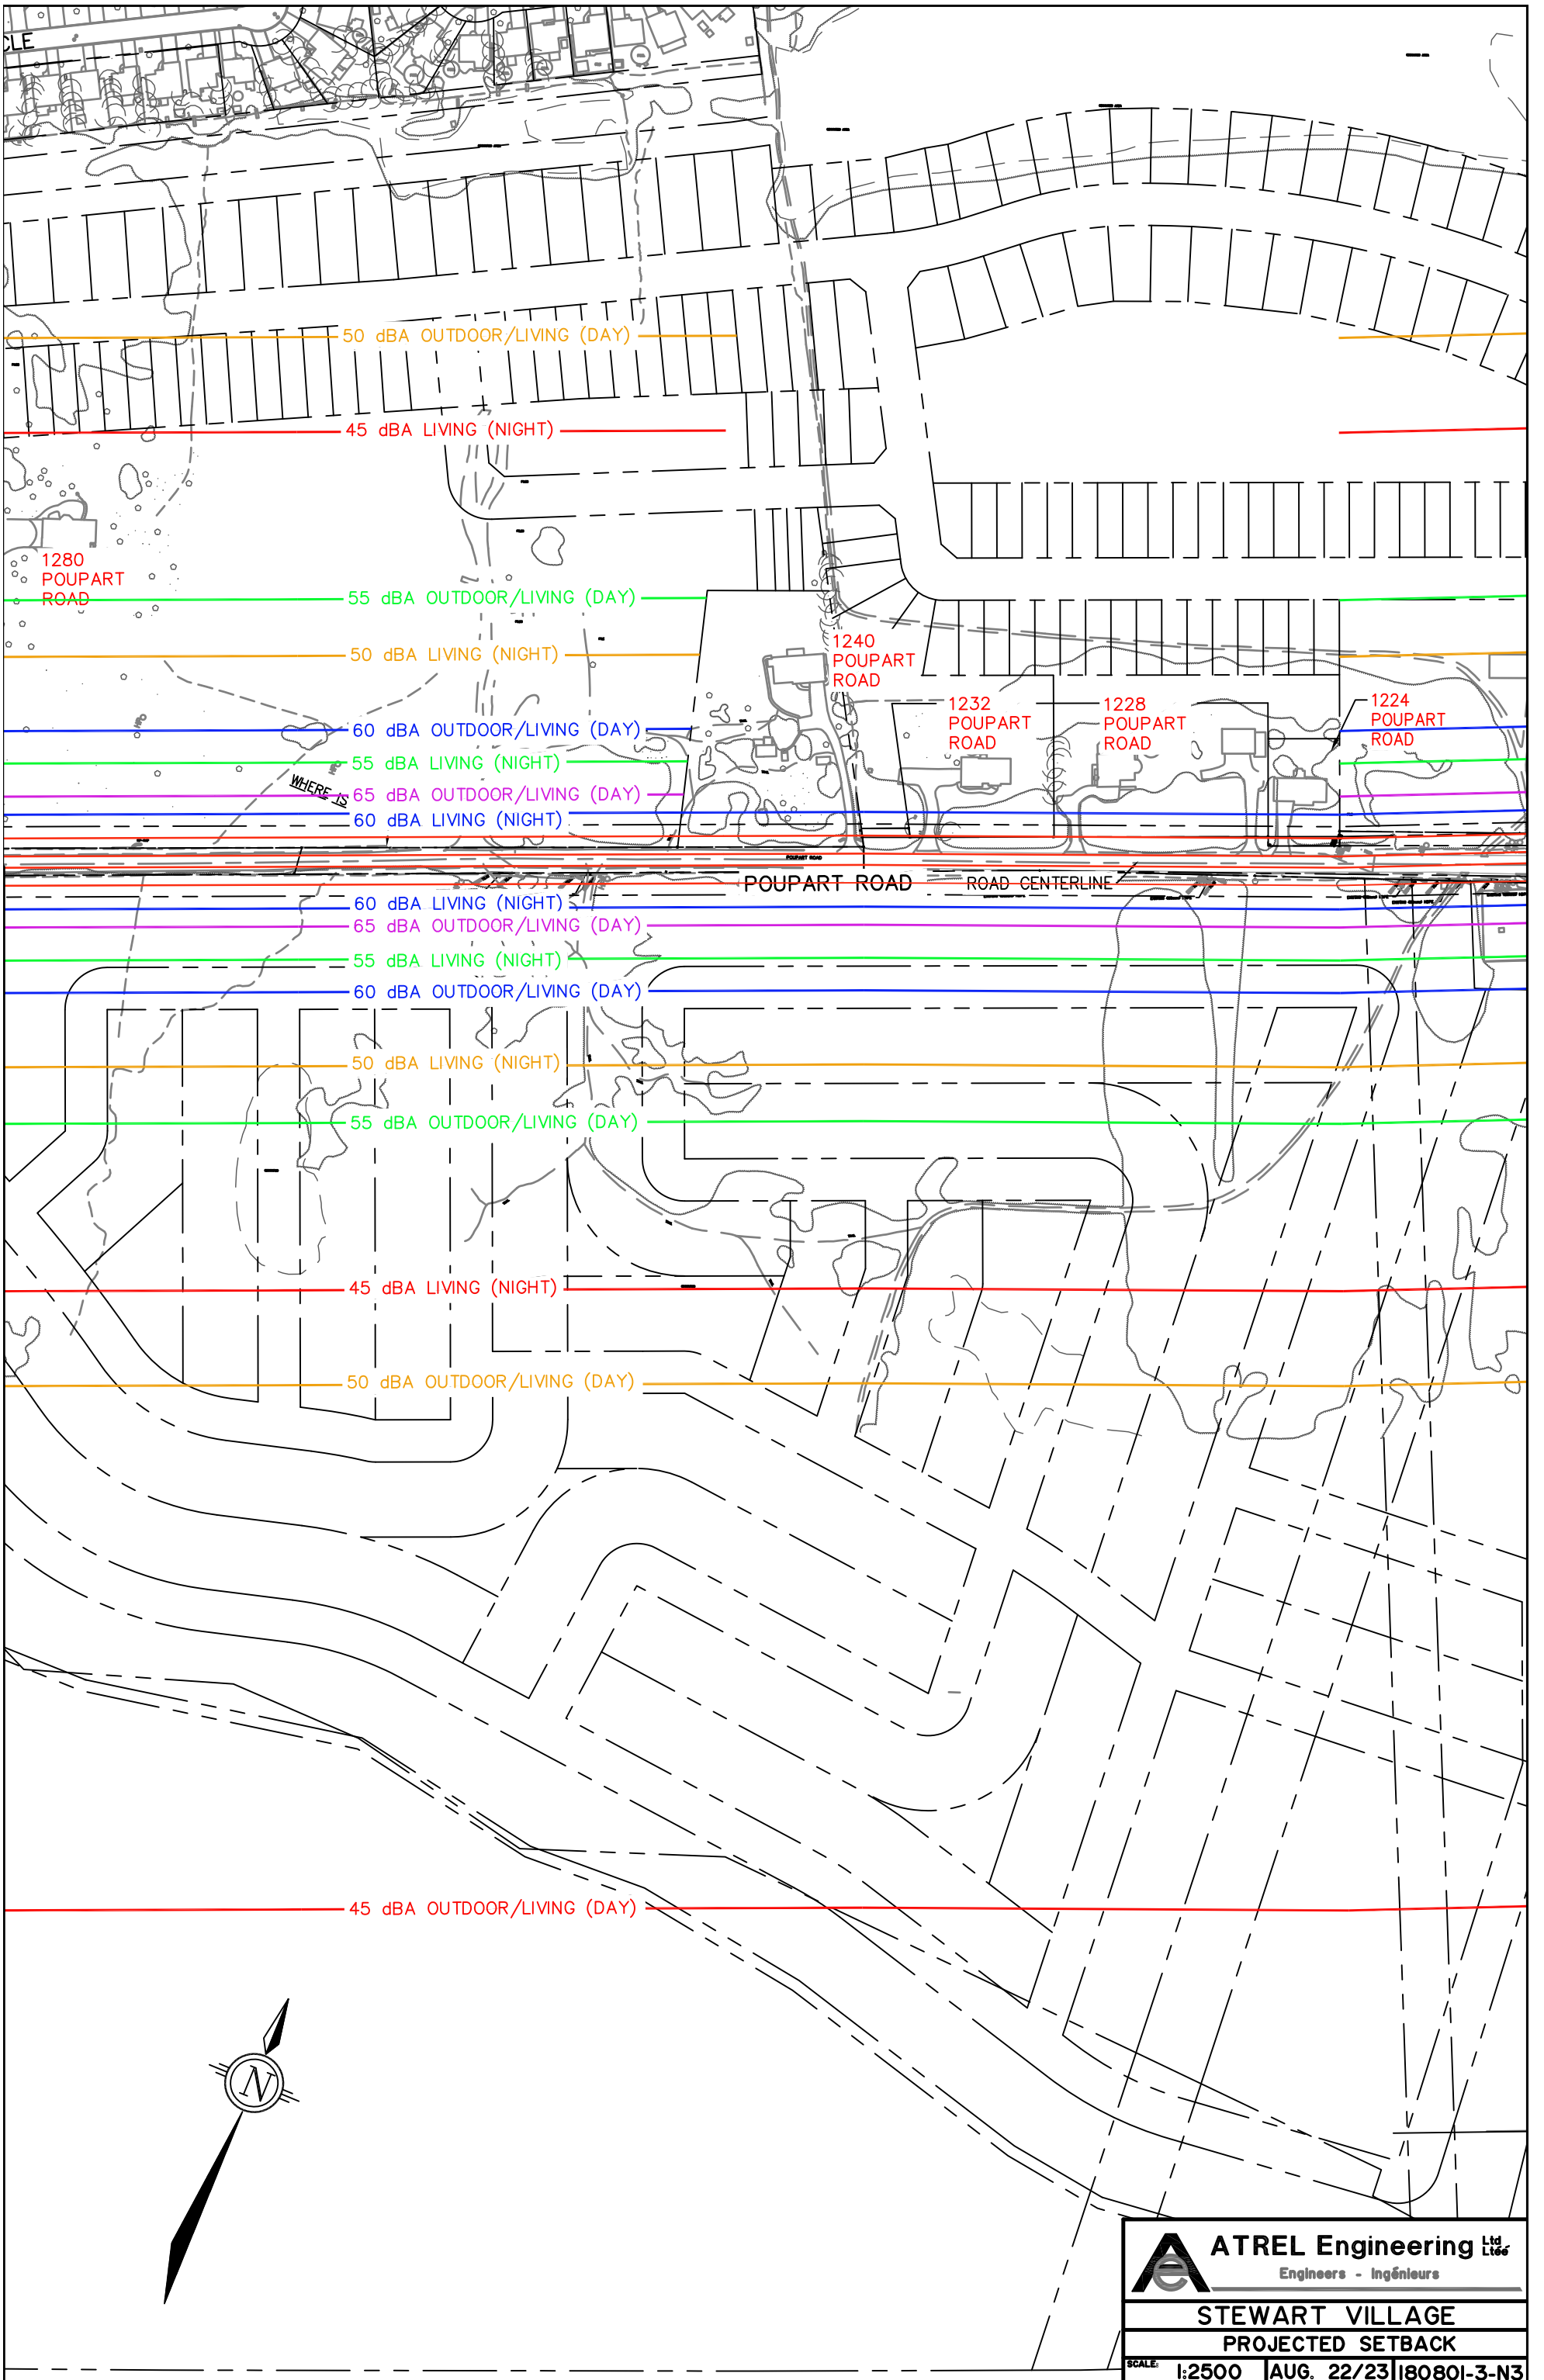 CLE
50 dBA OUTDOOR/LIVING (DAY)
45 dBA LIVING (NIGHT)
1280
POUPART
ROAD
55 dBA OUTDOOR/LIVING (DAY)
50 dBA LIVING (NIGHT)
1240
POUPART
ROAD
1232
POUPART
ROAD
1228
POUPART
ROAD
1224
POUPART
ROAD
60 dBA OUTDOOR/LIVING (DAY)
55 dBA LIVING (NIGHT)
WHERE IS
65 dBA OUTDOOR/LIVING (DAY)
60 dBA LIVING (NIGHT)
POUPART ROAD
POUPART ROAD
ROAD CENTERLINE
60 dBA LIVING (NIGHT)
65 dBA OUTDOOR/LIVING (DAY)
55 dBA LIVING (NIGHT)
60 dBA OUTDOOR/LIVING (DAY)
50 dBA LIVING (NIGHT)
55 dBA OUTDOOR/LIVING (DAY)
45 dBA LIVING (NIGHT)
50 dBA OUTDOOR/LIVING (DAY)
45 dBA OUTDOOR/LIVING (DAY)
N
ATREL Engineering Ltd Ltée
Engineers - Ingénieurs
STEWART VILLAGE
PROJECTED SETBACK
SCALE: 1:2500 AUG. 22/23 180801-3-N3